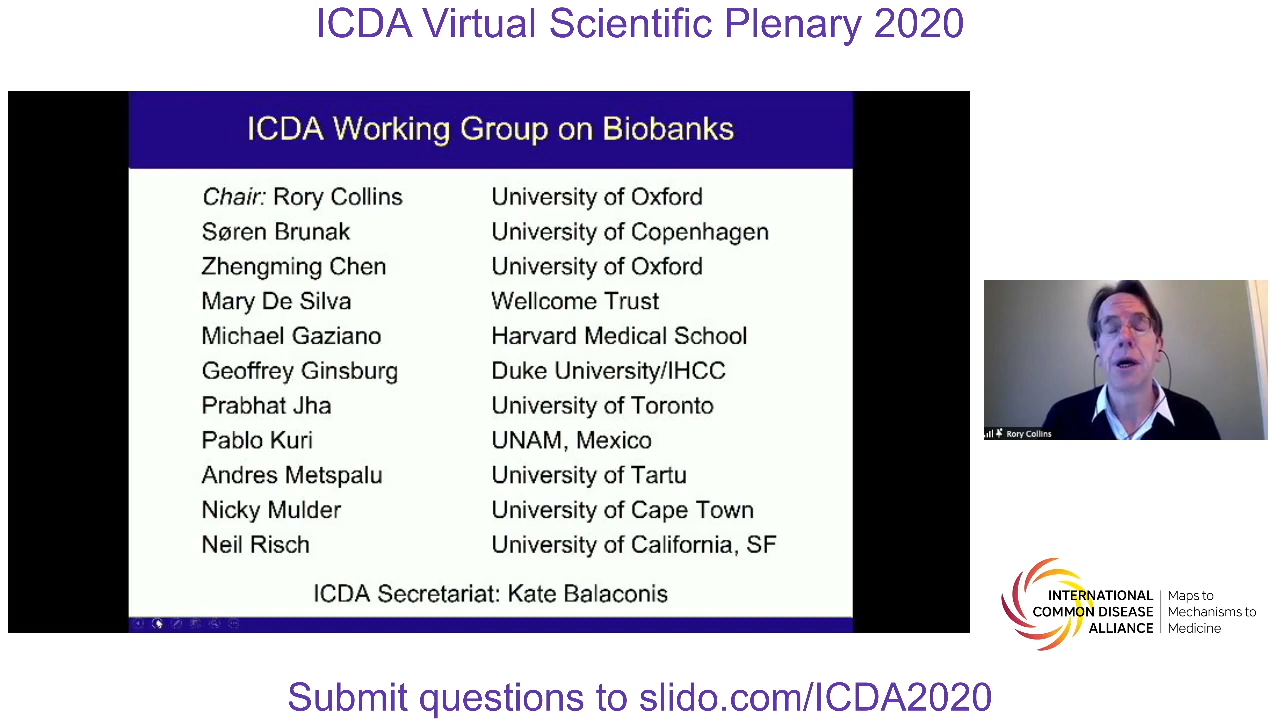 ICDA Virtual Scientific Plenary 2020
ICDA Working Group on Biobanks
Chair: Rory Collins University of Oxford
Søren Brunak University of Copenhagen
Zhengming Chen University of Oxford
Mary De Silva Wellcome Trust
Michael Gaziano Harvard Medical School
Geoffrey Ginsburg Duke University/IHCC
Prabhat Jha University of Toronto
Pablo Kuri UNAM, Mexico
Andres Metspalu University of Tartu
Nicky Mulder University of Cape Town
Neil Risch University of California, SF
ICDA Secretariat: Kate Balaconis
Rory Collins
INTERNATIONAL Maps to
COMMON DISEASE Mechanisms to
ALLIANCE Medicine
Submit questions to slido.com/ICDA2020